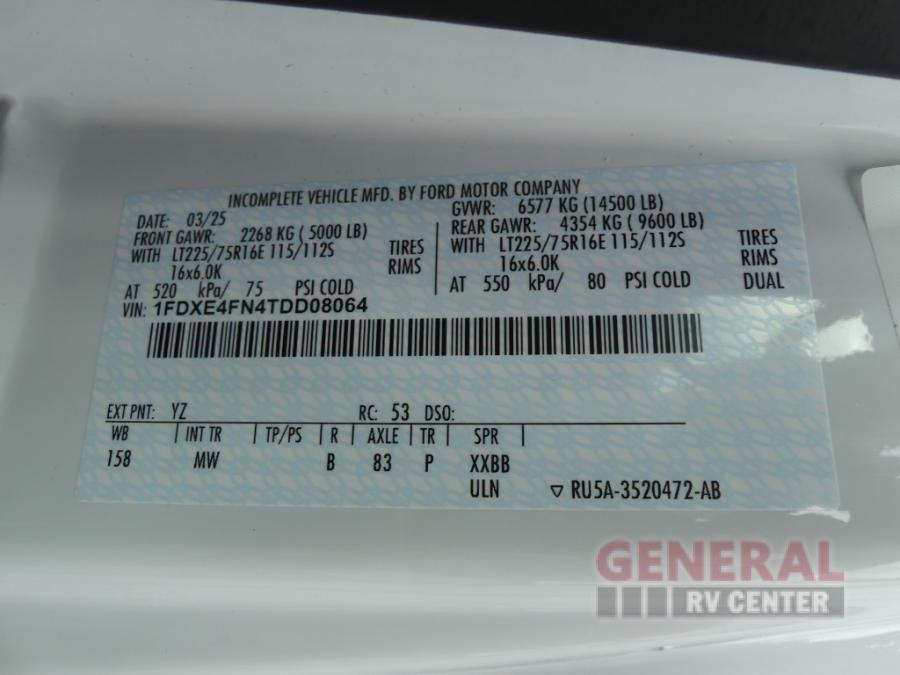 INCOMPLETE VEHICLE MFD. BY FORD MOTOR COMPANY
DATE: 03/25 GVWR: 6577 KG (14500 LB)
FRONT GAWR: 2268 KG ( 5000 LB) REAR GAWR: 4354 KG ( 9600 LB)
WITH LT225/75R16E 115/112S TIRES WITH LT225/75R16E 115/112S TIRES
16x6.0K RIMS 16x6.0K RIMS
AT 520 kPa/ 75 PSI COLD AT 550 kPa/ 80 PSI COLD DUAL
VIN: 1FDXE4FN4TDD08064
EXT PNT: YZ RC: 53 DSO:
WB INT TR TP/PS R AXLE TR SPR
158 MW B 83 P XXBB
ULN ▽ RU5A-3520472-AB
GENERAL
RV CENTER